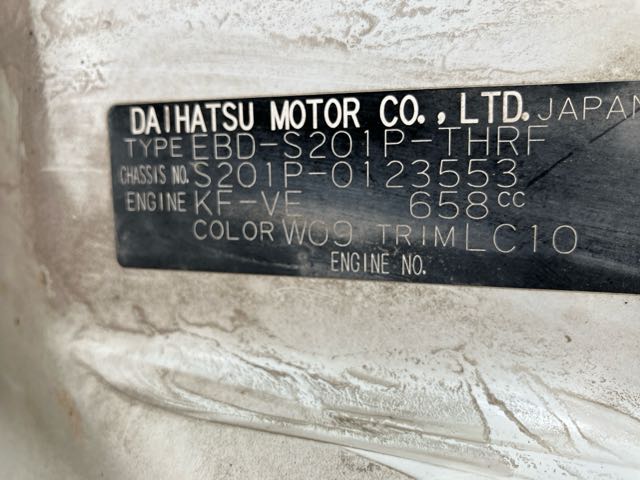 DAIHATSU MOTOR CO., LTD. JAPAN
TYPE EBD-S201P-THRF
CHASSIS NO. S201P-0123553
ENGINE KF-VE 658CC
COLOR W09 TRIM LC10
ENGINE NO.